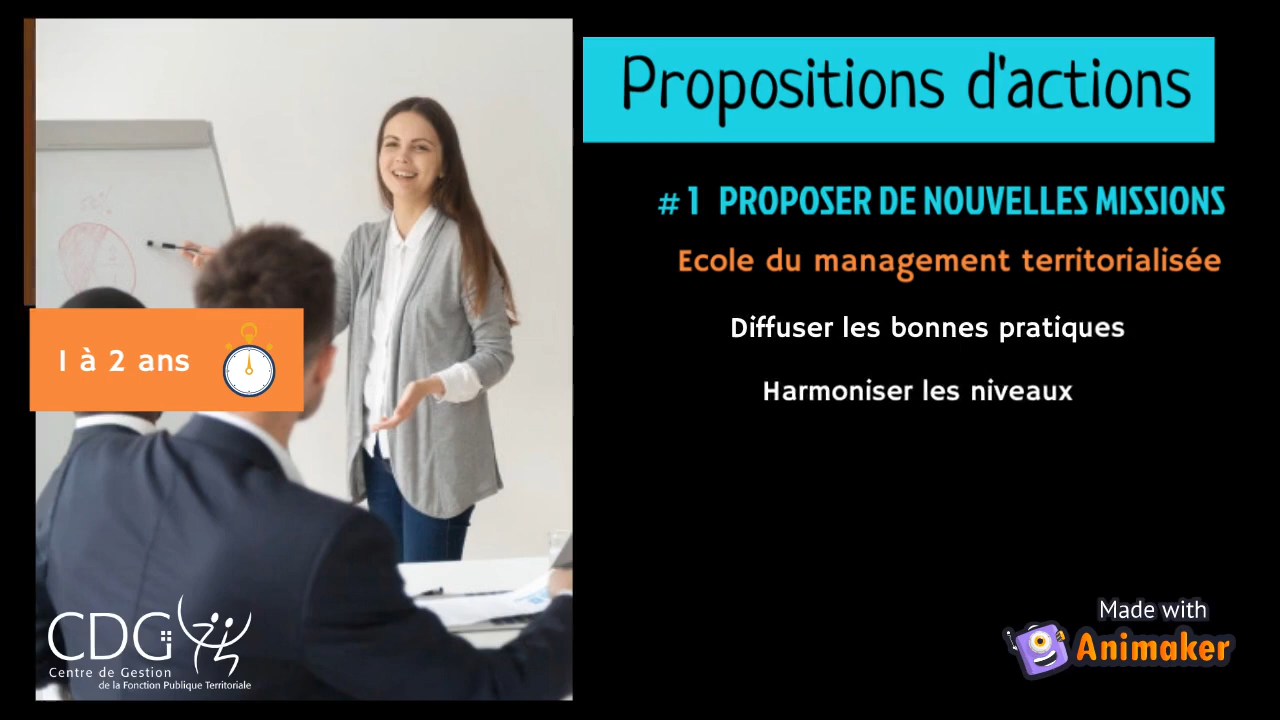 Propositions d'actions
#1 PROPOSER DE NOUVELLES MISSIONS
Ecole du management territorialisée
Diffuser les bonnes pratiques
Harmoniser les niveaux
1 à 2 ans
CDG
Centre de Gestion
de la Fonction Publique Territoriale
Made with
Animaker